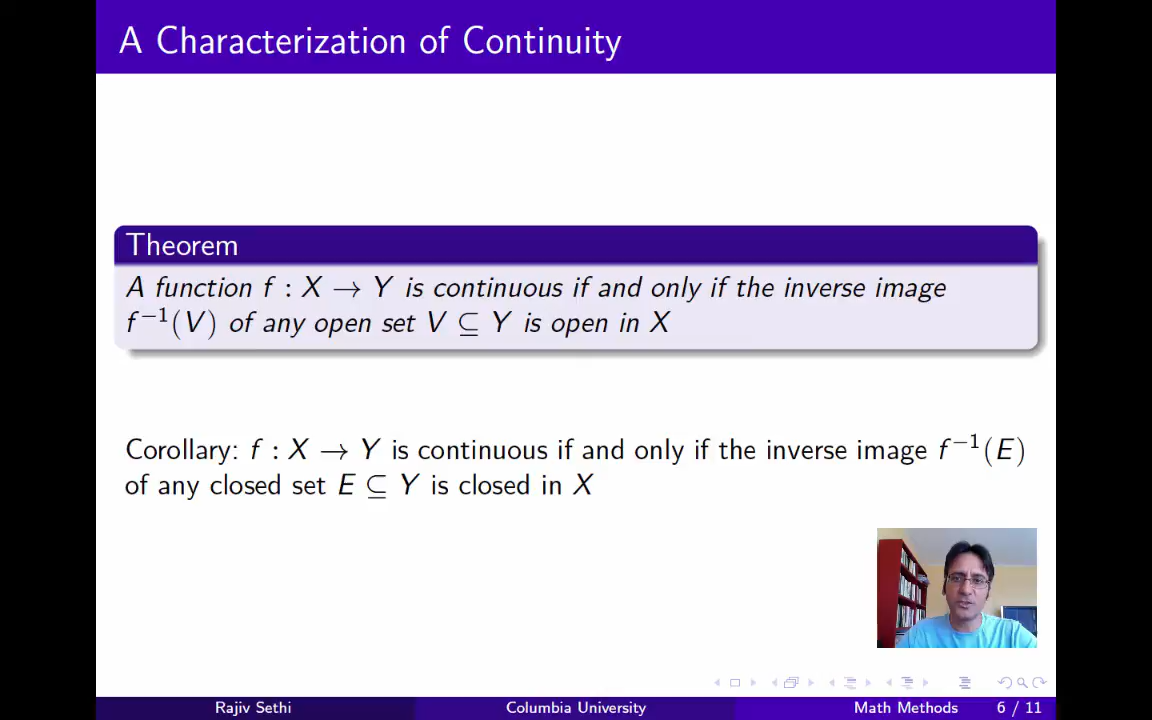 A Characterization of Continuity
Theorem
A function f : X → Y is continuous if and only if the inverse image
f⁻¹(V) of any open set V ⊆ Y is open in X
Corollary: f : X → Y is continuous if and only if the inverse image f⁻¹(E)
of any closed set E ⊆ Y is closed in X
Rajiv Sethi Columbia University Math Methods 6 / 11